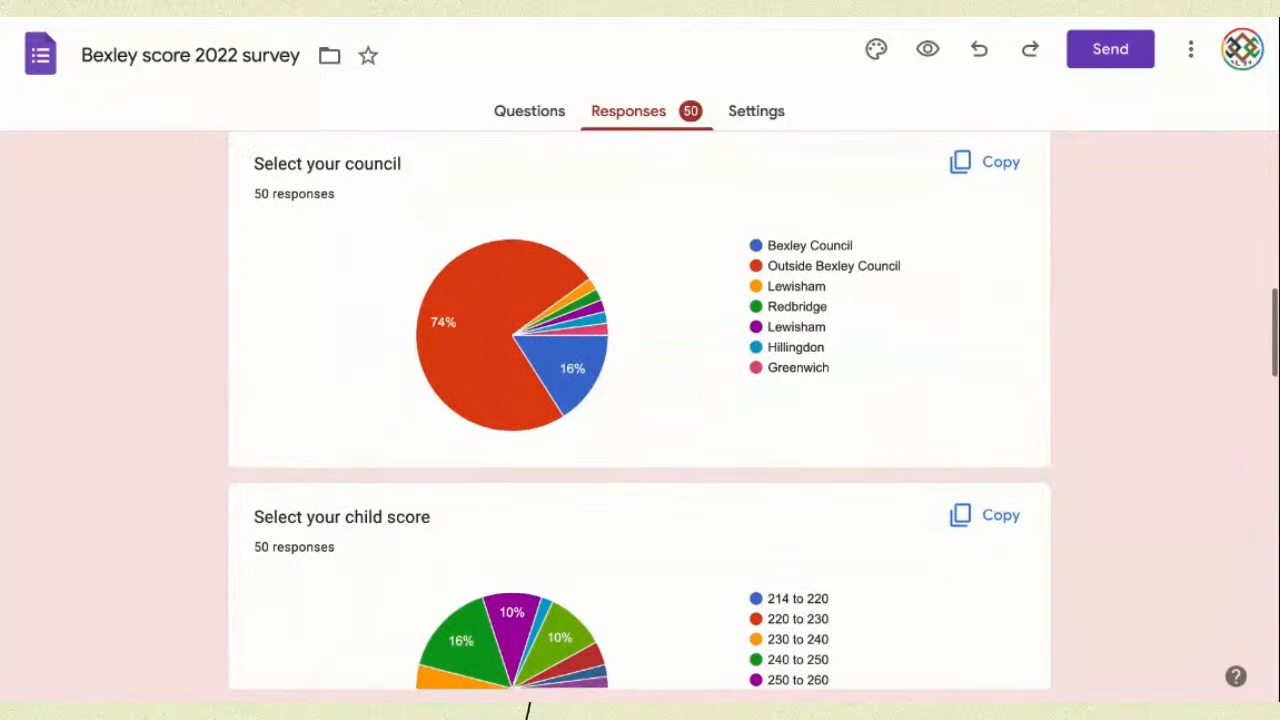 Bexley score 2022 survey
Send
Questions Responses 50 Settings
Select your council
Copy
50 responses
74%
16%
Bexley Council
Outside Bexley Council
Lewisham
Redbridge
Lewisham
Hillingdon
Greenwich
Select your child score
Copy
50 responses
16%
10%
10%
214 to 220
220 to 230
230 to 240
240 to 250
250 to 260